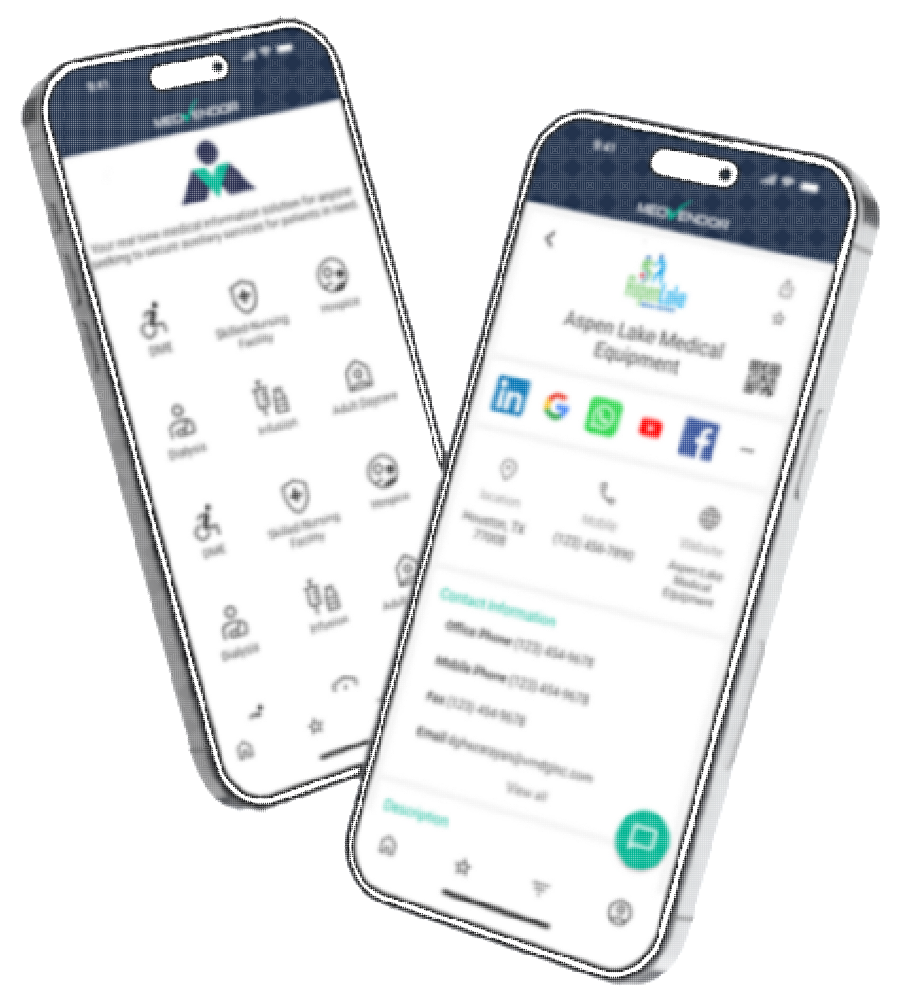 9:41
MEDVENDOR
Your real time medical information solution for anyone
seeking to secure auxiliary services for patients in need.
DME
Skilled Nursing
Facility
Hospice
Dialysis
Infusion
Adult Daycare
DME
Skilled Nursing
Facility
Hospice
Dialysis
Infusion
9:41
MEDVENDOR
AspenLake
Aspen Lake Medical
Equipment
in
G
f
Location
Houston, TX
77008
Mobile
(123) 456-7890
Website
Aspen Lake
Medical
Equipment
Contact Information
Office Phone (123) 454-9678
Mobile Phone (123) 454-9678
Fax (123) 454-9678
Email
View all
Description